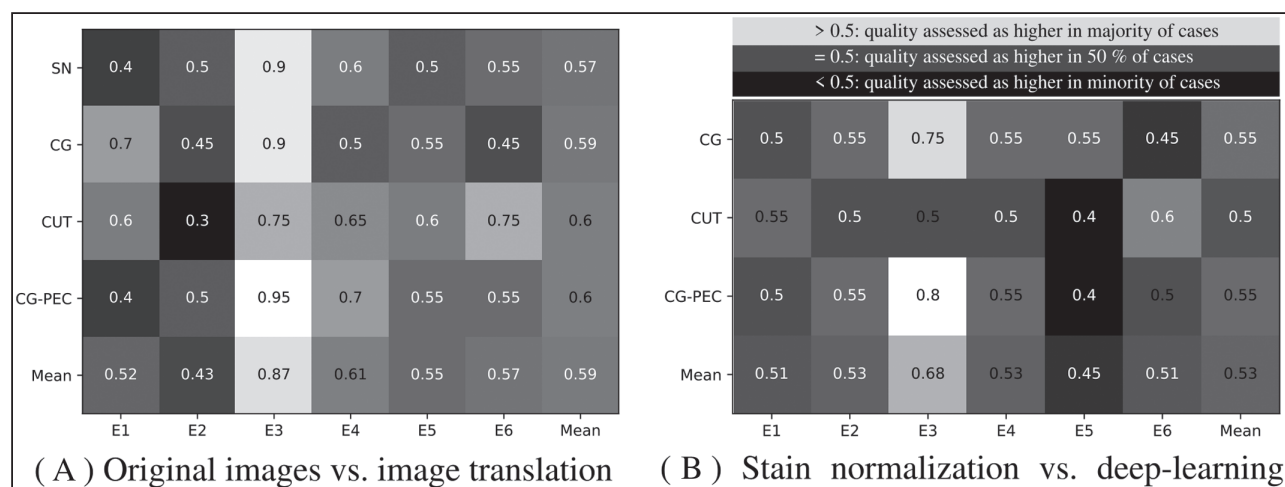 SN 0.4 0.5 0.9 0.6 0.5 0.55 0.57
CG 0.7 0.45 0.9 0.5 0.55 0.45 0.59
CUT 0.6 0.3 0.75 0.65 0.6 0.75 0.6
CG-PEC 0.4 0.5 0.95 0.7 0.55 0.55 0.6
Mean 0.52 0.43 0.87 0.61 0.55 0.57 0.59
E1 E2 E3 E4 E5 E6 Mean
( A ) Original images vs. image translation
> 0.5: quality assessed as higher in majority of cases
= 0.5: quality assessed as higher in 50 % of cases
< 0.5: quality assessed as higher in minority of cases
CG 0.5 0.55 0.75 0.55 0.55 0.45 0.55
CUT 0.55 0.5 0.5 0.5 0.4 0.6 0.5
CG-PEC 0.5 0.55 0.8 0.55 0.4 0.5 0.55
Mean 0.51 0.53 0.68 0.53 0.45 0.51 0.53
E1 E2 E3 E4 E5 E6 Mean
( B ) Stain normalization vs. deep-learning